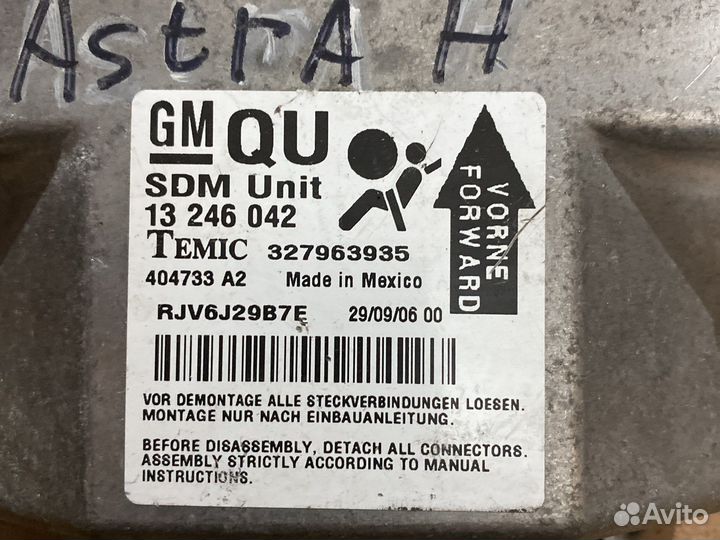 AstrA H
GM QU
SDM Unit
13 246 042
TEMIC 327963935
404733 A2 Made in Mexico
RJV6J29B7E 29/09/06 00
VORNE
FORWARD
VOR DEMONTAGE ALLE STECKVERBINDUNGEN LOESEN.
MONTAGE NUR NACH EINBAUANLEITUNG.
BEFORE DISASSEMBLY, DETACH ALL CONNECTORS.
ASSEMBLY STRICTLY ACCORDING TO MANUAL
INSTRUCTIONS.
Avito